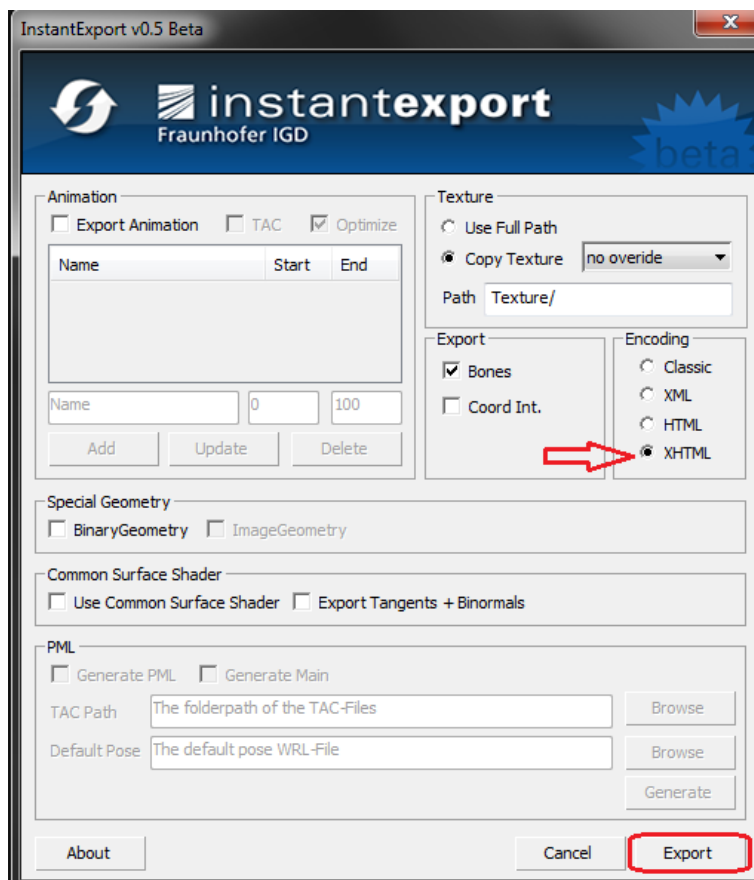 InstantExport v0.5 Beta
instantexport
Fraunhofer IGD
beta
Animation
Export Animation TAC Optimize
Name Start End
Name 0 100
Add Update Delete
Texture
Use Full Path
Copy Texture no overide
Path Texture/
Export
Bones
Coord Int.
Encoding
Classic
XML
HTML
XHTML
Special Geometry
BinaryGeometry ImageGeometry
Common Surface Shader
Use Common Surface Shader Export Tangents + Binormals
PML
Generate PML Generate Main
TAC Path The folderpath of the TAC-Files Browse
Default Pose The default pose WRL-File Browse
Generate
About Cancel Export